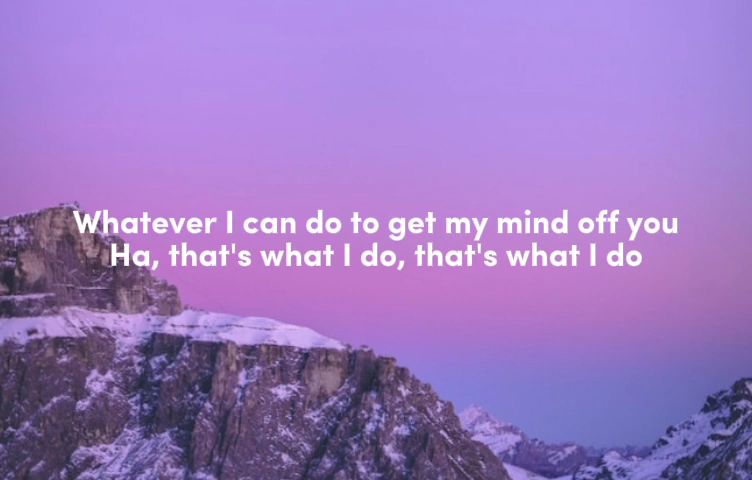 Whatever I can do to get my mind off you
Ha, that's what I do, that's what I do